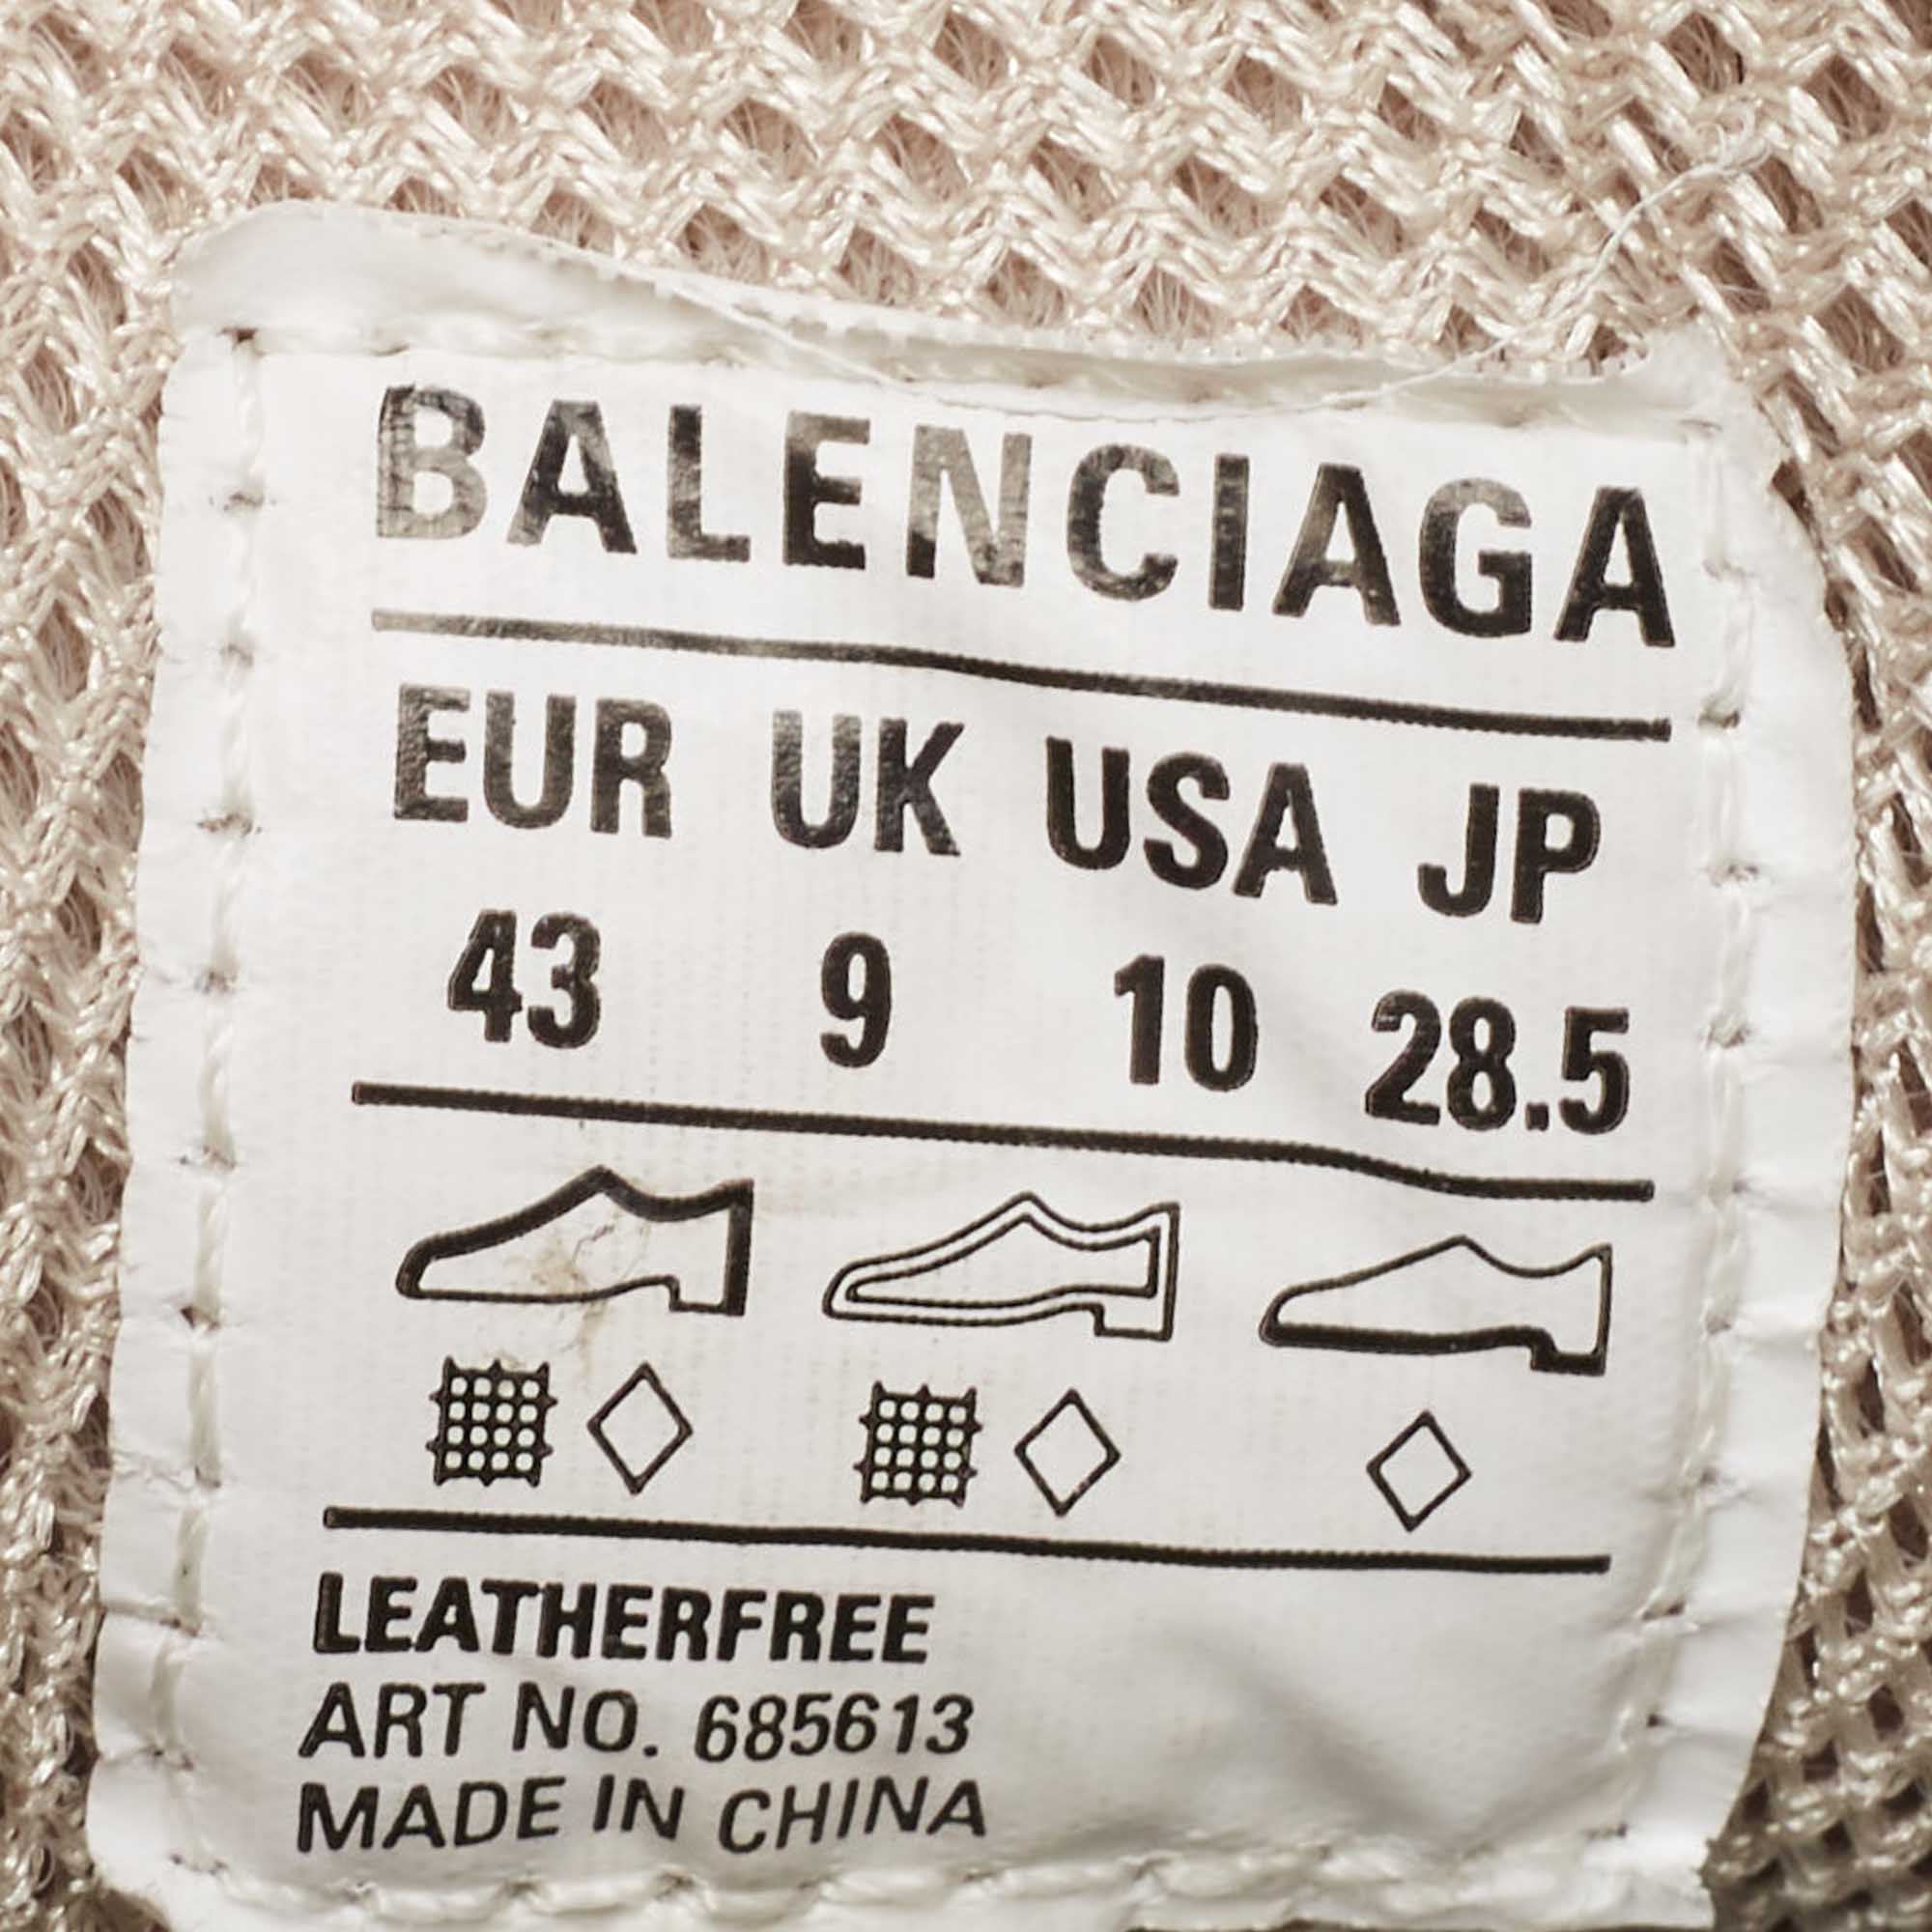 BALENCIAGA
EUR UK USA JP
43 9 10 28.5
LEATHERFREE
ART NO. 685613
MADE IN CHINA